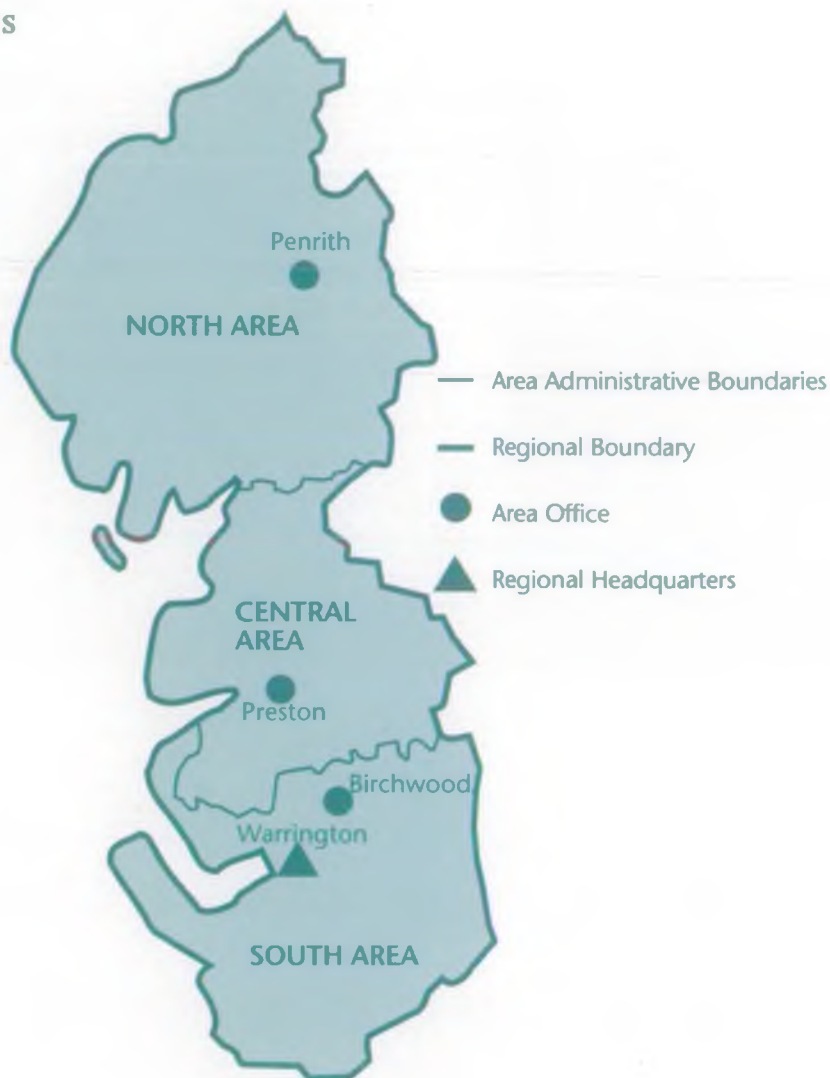 s
Penrith
NORTH AREA
Area Administrative Boundaries
Regional Boundary
Area Office
Regional Headquarters
CENTRAL
AREA
Preston
Birchwood
Warrington
SOUTH AREA